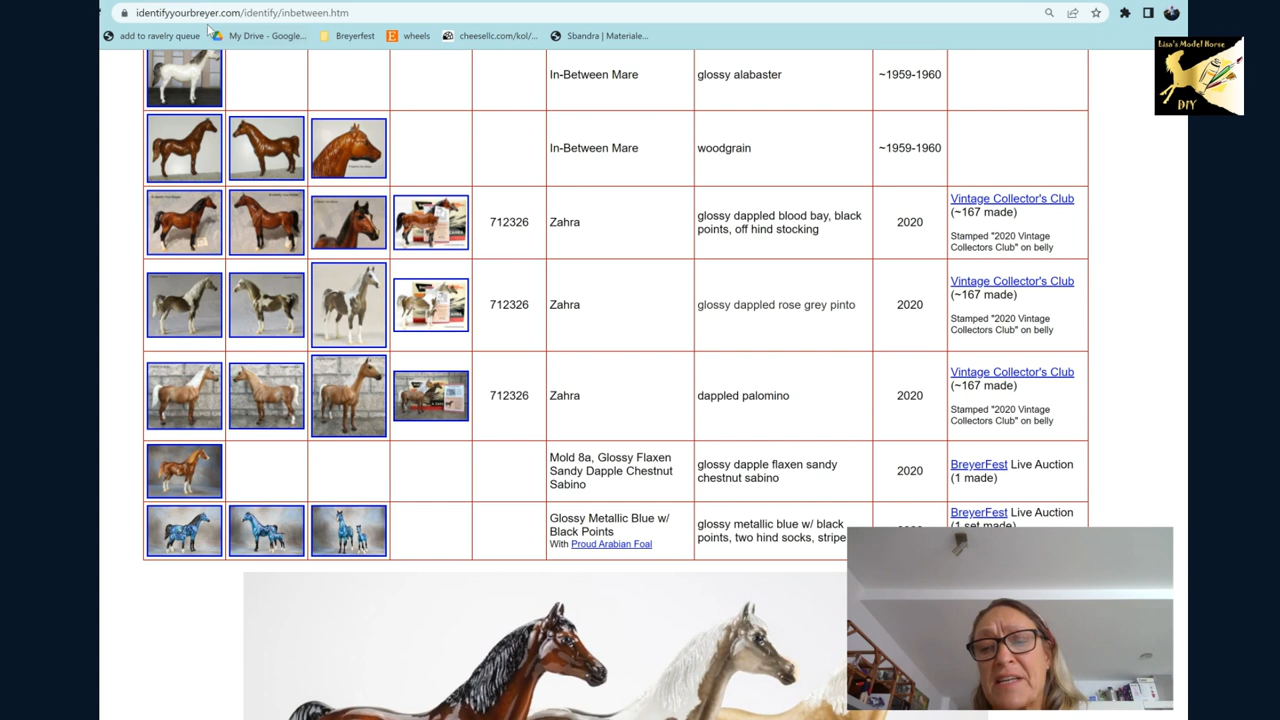 identifyyourbreyer.com/identify/inbetween.htm
add to ravelry queue My Drive - Google... Breyerfest wheels cheesellc.com/kol/... Sbandra | Materiale...
Lisa's Model Horse
DIY
In-Between Mare glossy alabaster ~1959-1960
In-Between Mare woodgrain ~1959-1960
712326 Zahra glossy dappled blood bay, black points, off hind stocking 2020 Vintage Collector's Club (~167 made)
Stamped "2020 Vintage Collectors Club" on belly
712326 Zahra glossy dappled rose grey pinto 2020 Vintage Collector's Club (~167 made)
Stamped "2020 Vintage Collectors Club" on belly
712326 Zahra dappled palomino 2020 Vintage Collector's Club (~167 made)
Stamped "2020 Vintage Collectors Club" on belly
Mold 8a, Glossy Flaxen Sandy Dapple Chestnut Sabino glossy dapple flaxen sandy chestnut sabino 2020 BreyerFest Live Auction (1 made)
Glossy Metallic Blue w/ Black Points With Proud Arabian Foal glossy metallic blue w/ black points, two hind socks, stripe BreyerFest Live Auction (1 set made)